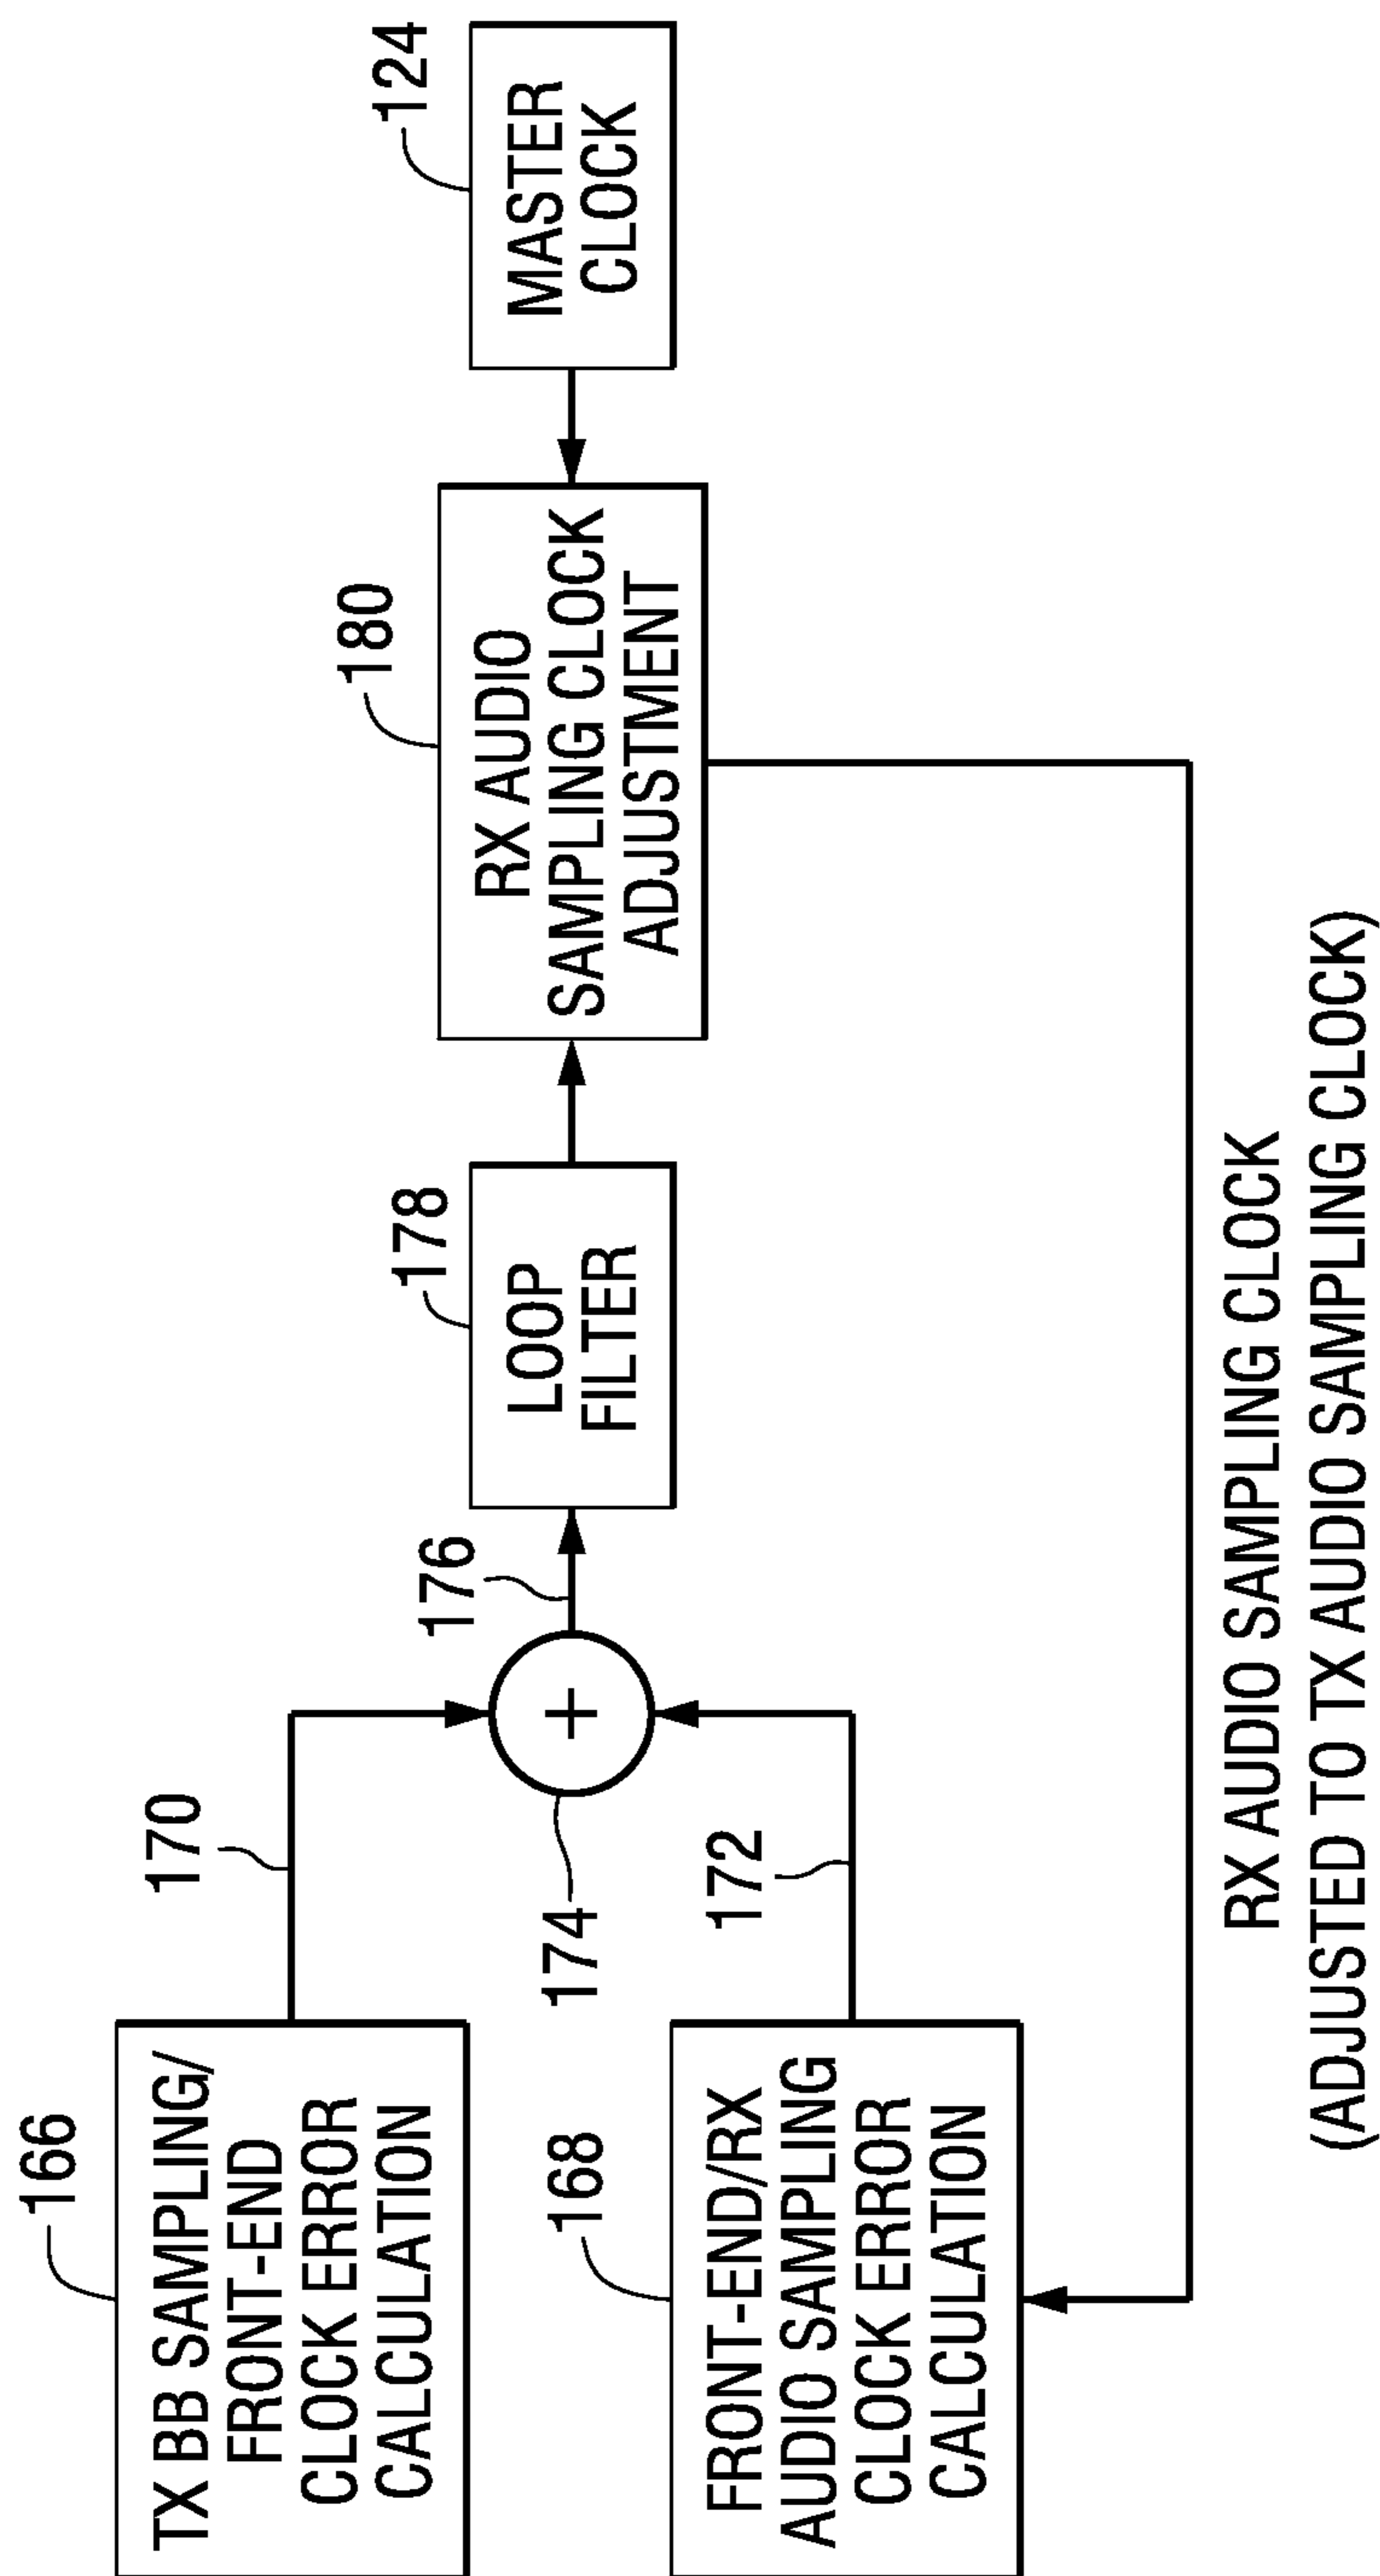 166
TX BB SAMPLING/
FRONT-END
CLOCK ERROR
CALCULATION
170
168
FRONT-END/RX
AUDIO SAMPLING
CLOCK ERROR
CALCULATION
172
174
+
176
178
LOOP
FILTER
180
RX AUDIO
SAMPLING CLOCK
ADJUSTMENT
124
MASTER
CLOCK
RX AUDIO SAMPLING CLOCK
(ADJUSTED TO TX AUDIO SAMPLING CLOCK)